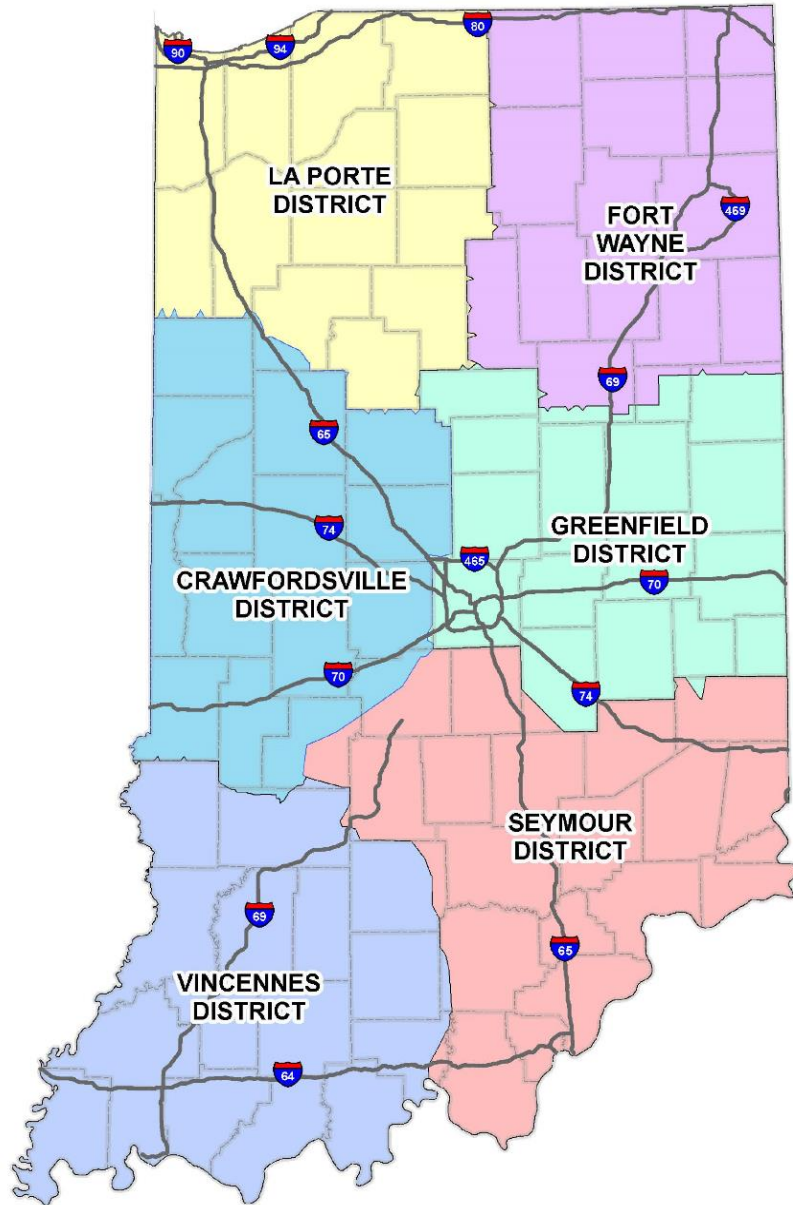 80
94
90
LA PORTE
DISTRICT
469
FORT
WAYNE
DISTRICT
69
65
74
GREENFIELD
DISTRICT
465
CRAWFORDSVILLE
DISTRICT
70
70
74
SEYMOUR
DISTRICT
69
65
VINCENNES
DISTRICT
64